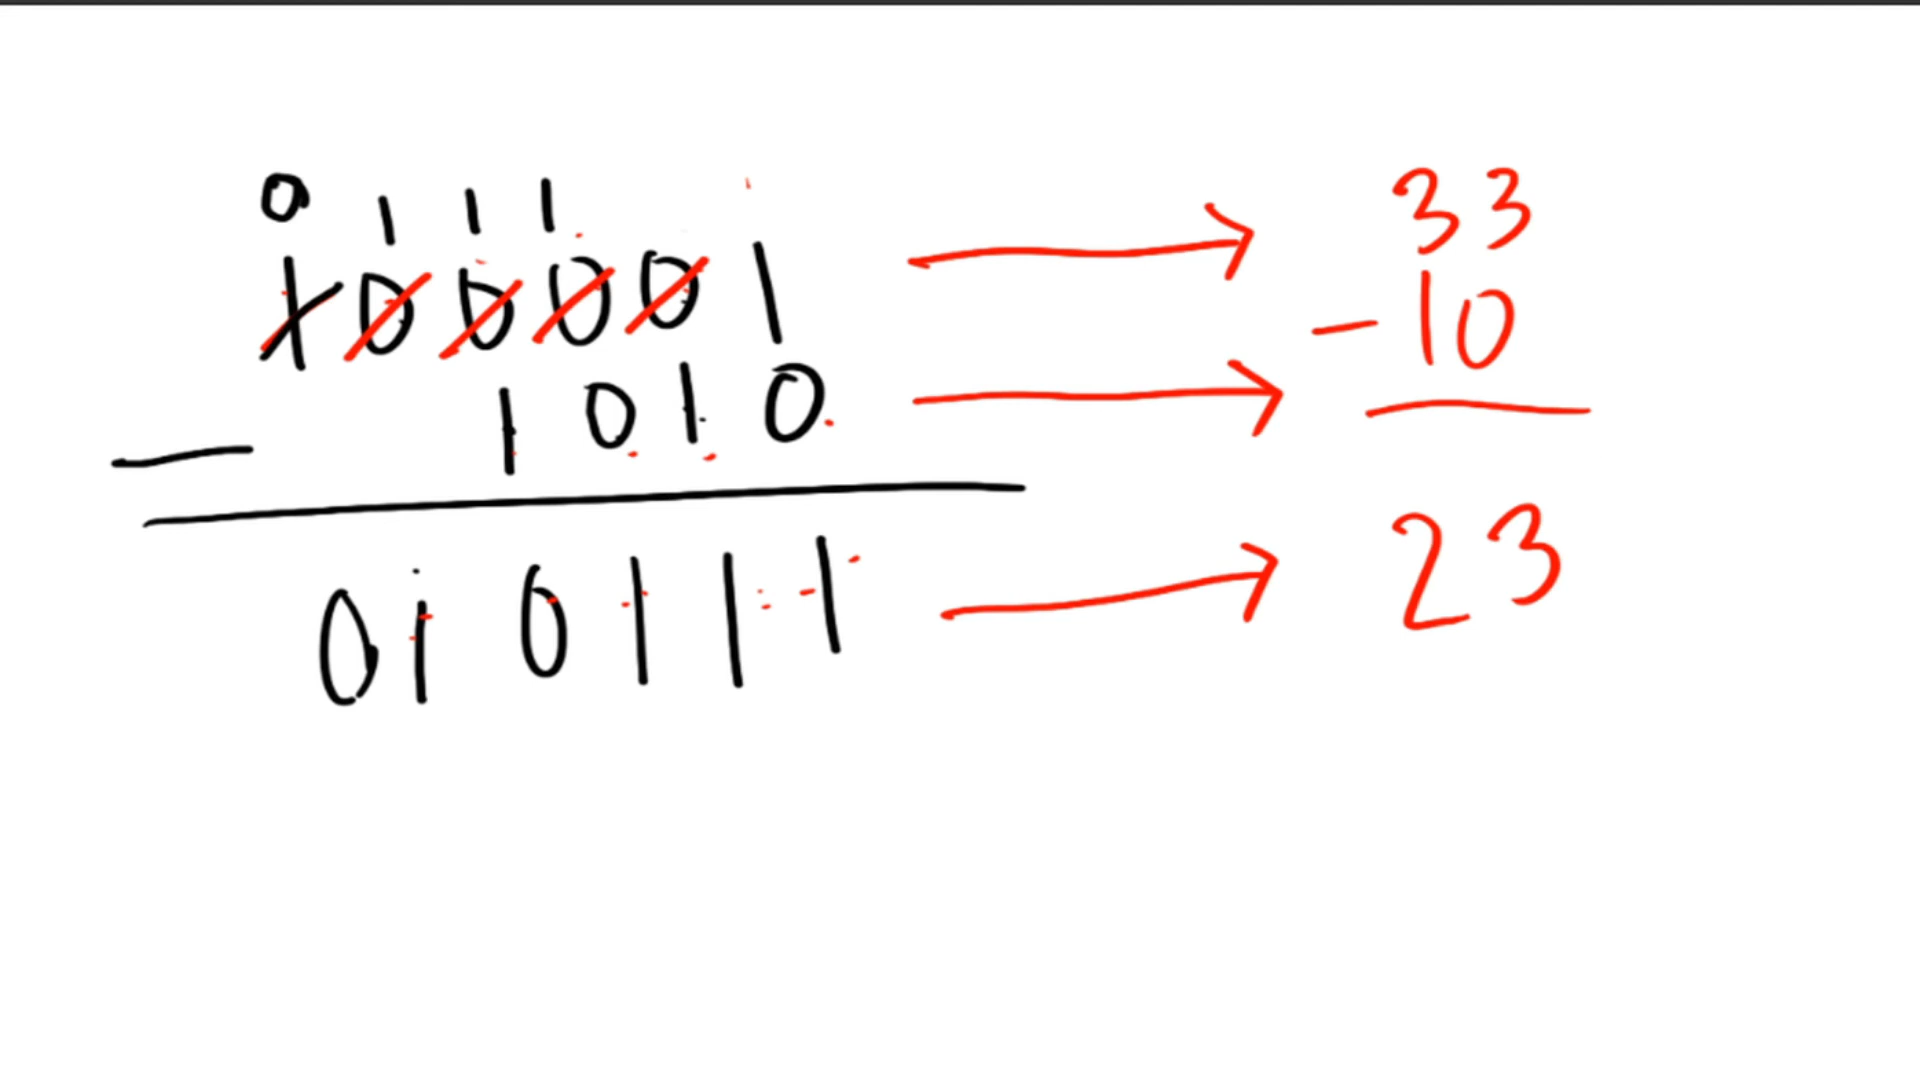 0 1 1 1
100001 → 33
- 1010 → - 10
010111 → 23